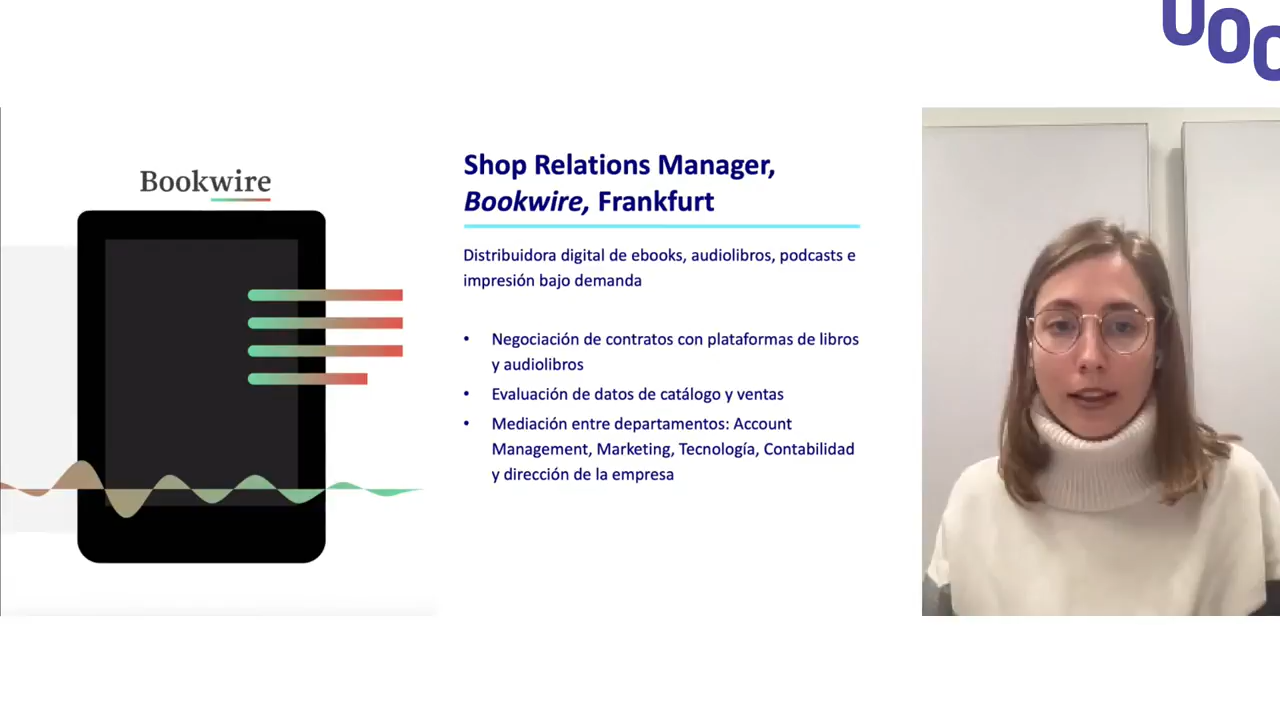 UOC
Bookwire
Shop Relations Manager,
Bookwire, Frankfurt
Distribuidora digital de ebooks, audiolibros, podcasts e
impresión bajo demanda
• Negociación de contratos con plataformas de libros
y audiolibros
• Evaluación de datos de catálogo y ventas
• Mediación entre departamentos: Account
Management, Marketing, Tecnología, Contabilidad
y dirección de la empresa